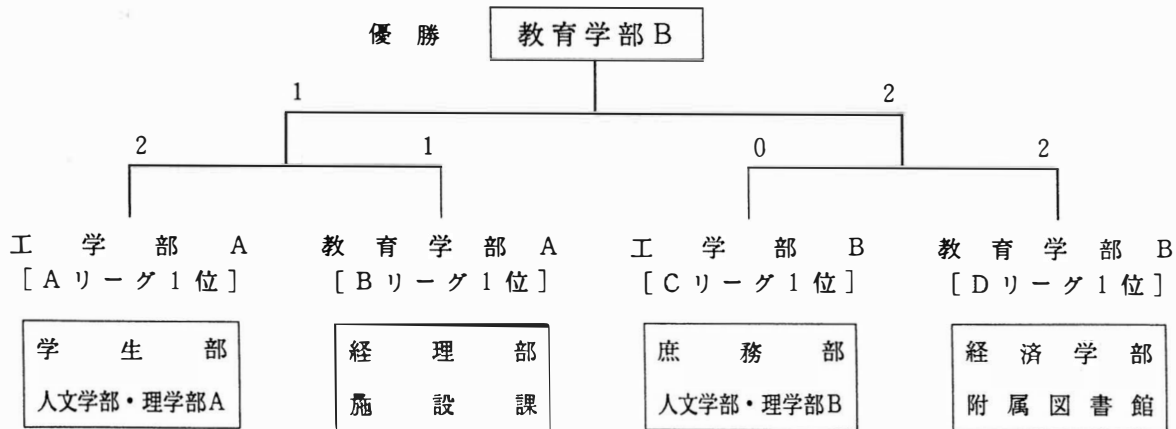 優勝 教育学部B
1 2
2 1 0 2
工学部A 教育学部A 工学部B 教育学部B
[Aリーグ1位] [Bリーグ1位] [Cリーグ1位] [Dリーグ1位]
学生部 経理部 庶務部 経済学部
人文学部・理学部A 施設課 人文学部・理学部B 附属図書館